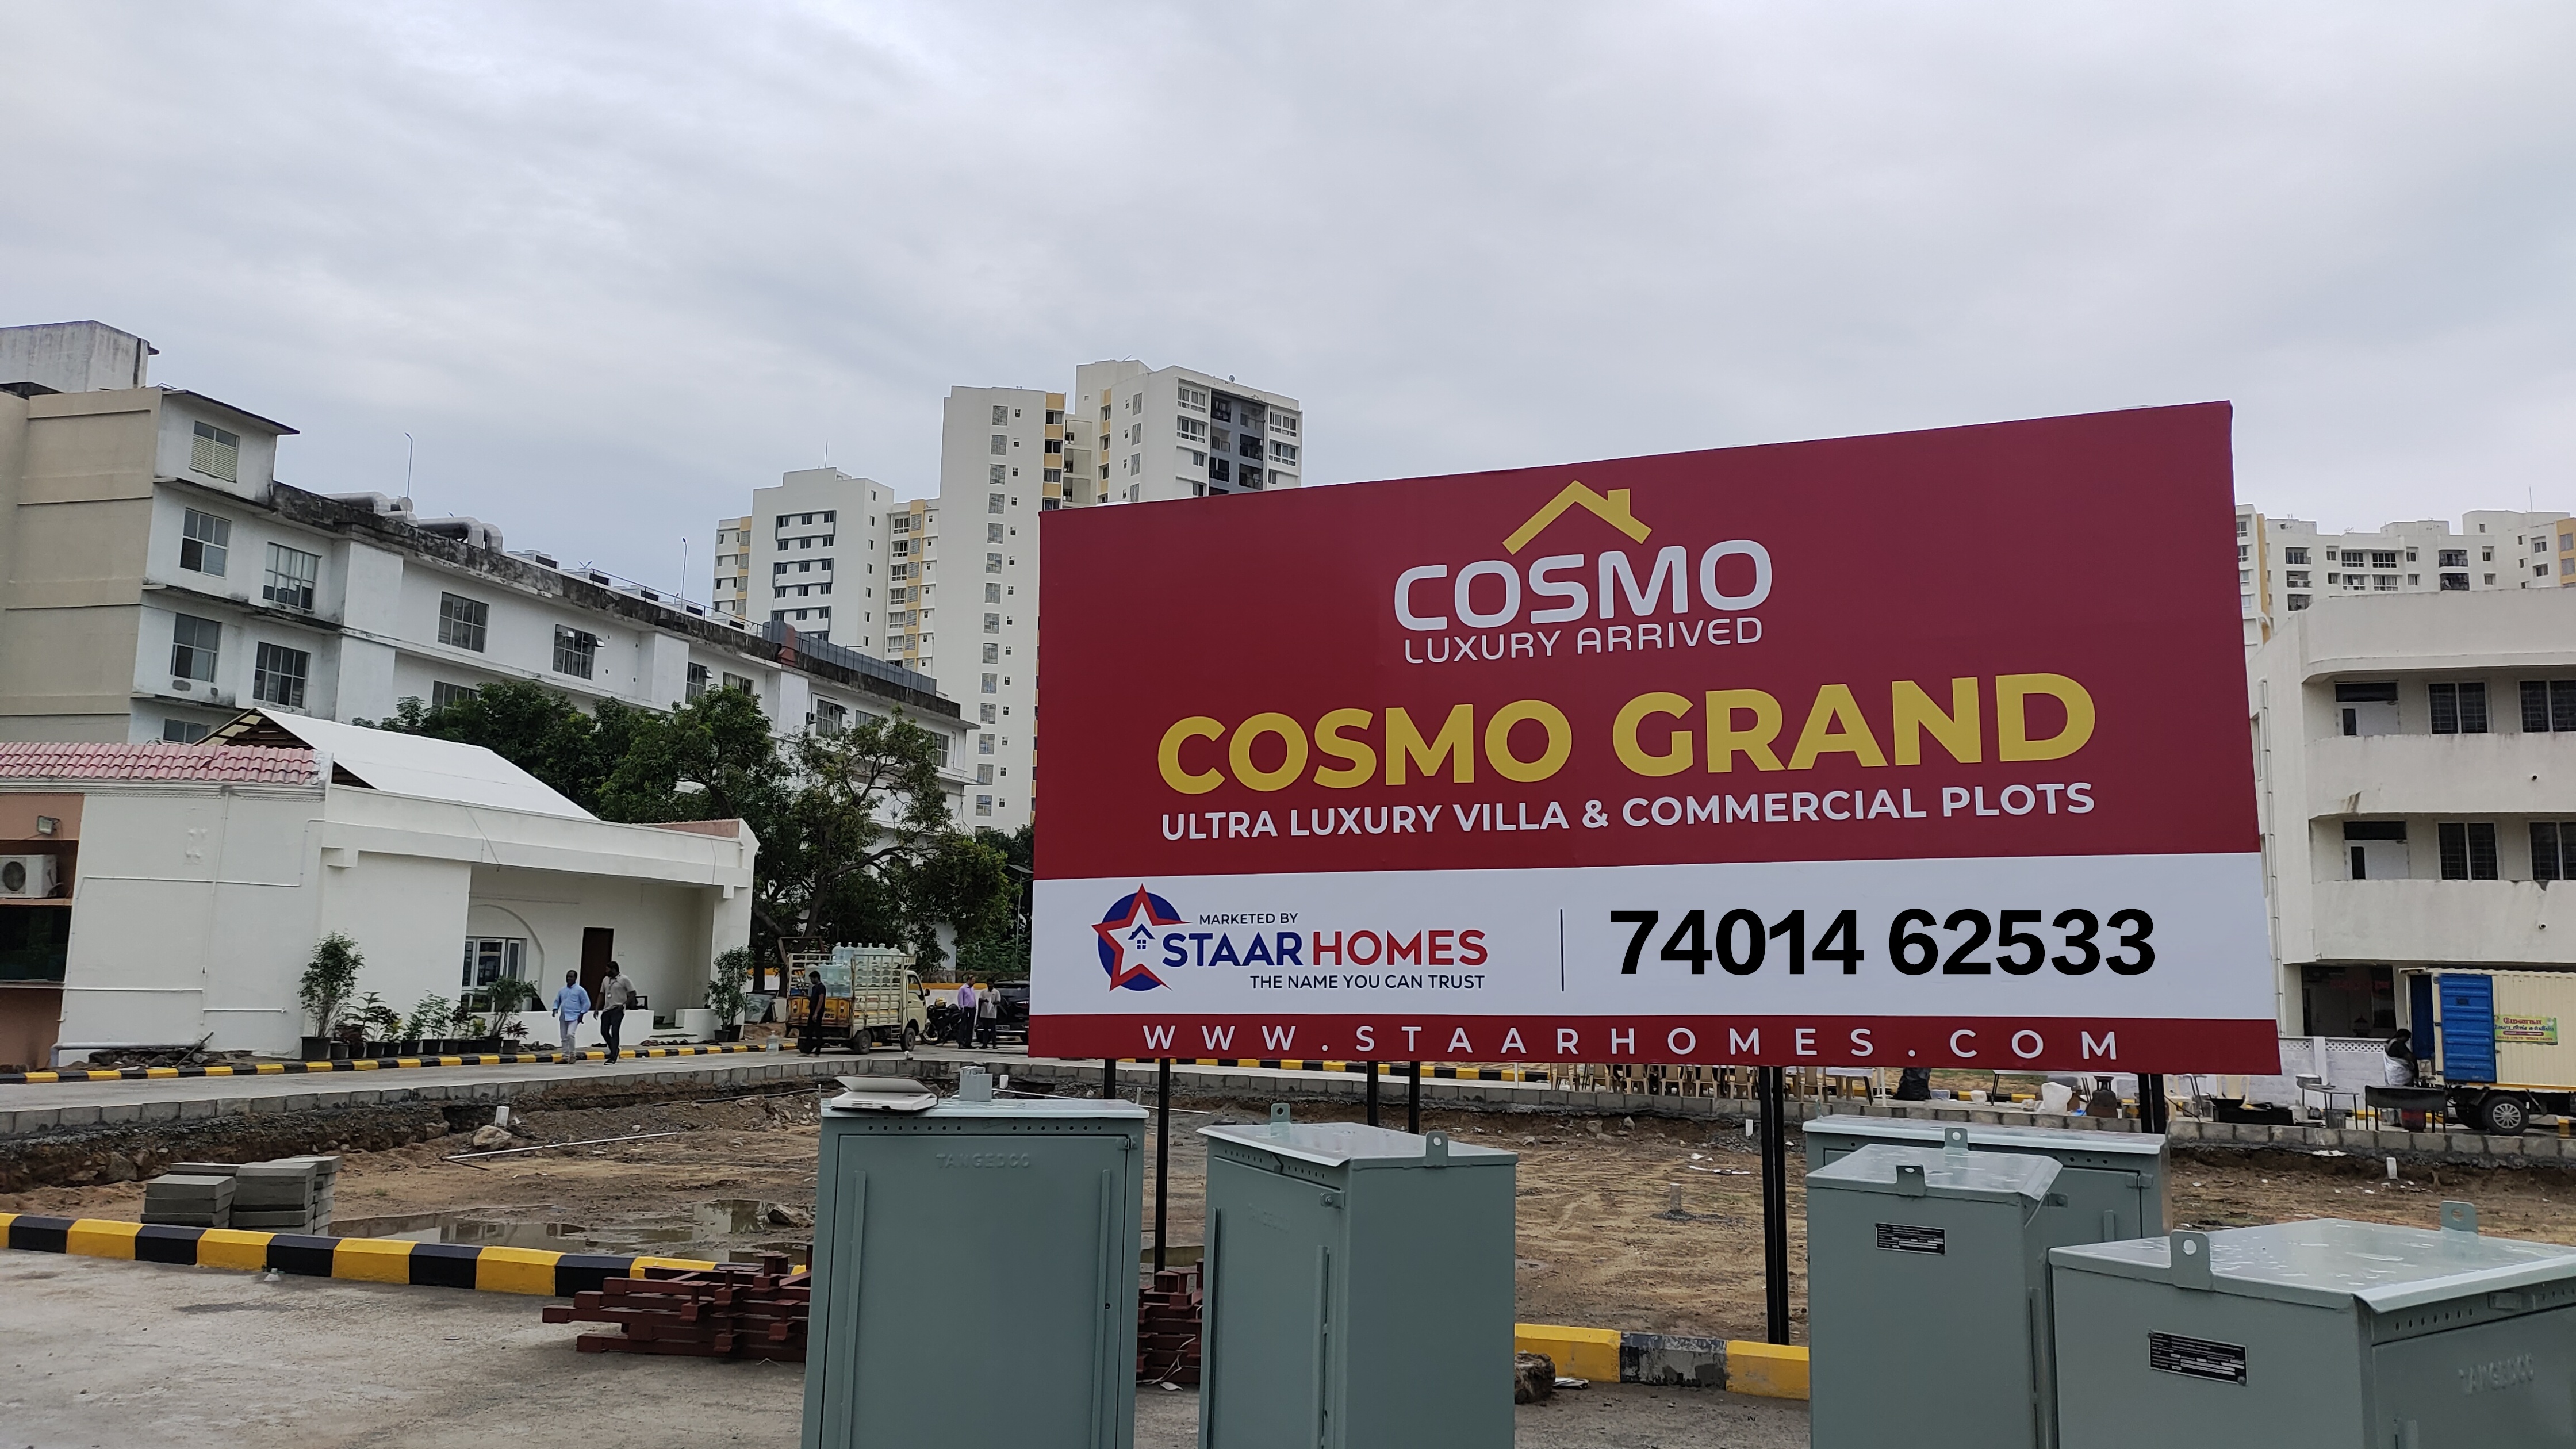 COSMO
LUXURY ARRIVED
COSMO GRAND
ULTRA LUXURY VILLA & COMMERCIAL PLOTS
MARKETED BY
STAAR HOMES
THE NAME YOU CAN TRUST
74014 62533
WWW.STAARHOMES.COM
TANGEDCO
TANGEDCO